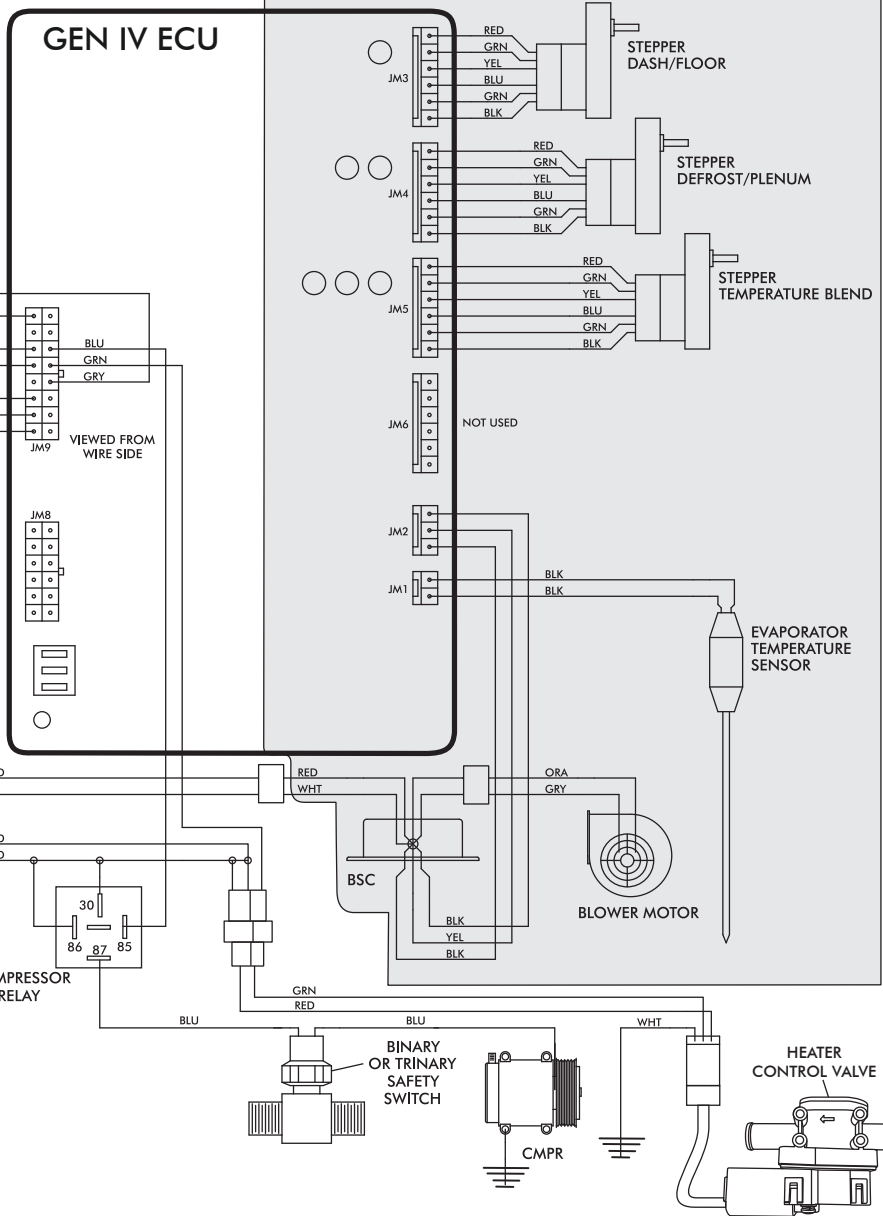 GEN IV ECU
JM3
RED
GRN
YEL
BLU
GRN
BLK
STEPPER
DASH/FLOOR
JM4
RED
GRN
YEL
BLU
GRN
BLK
STEPPER
DEFROST/PLENUM
JM5
RED
GRN
YEL
BLU
GRN
BLK
STEPPER
TEMPERATURE BLEND
BLU
GRN
GRY
JM9
VIEWED FROM
WIRE SIDE
JM6
NOT USED
JM8
JM2
JM1
BLK
BLK
EVAPORATOR
TEMPERATURE
SENSOR
RED
WHT
ORA
GRY
BSC
BLOWER MOTOR
BLK
YEL
BLK
30
86
87
85
MPRESSOR
RELAY
GRN
RED
BLU
BLU
WHT
BINARY
OR TRINARY
SAFETY
SWITCH
CMPR
HEATER
CONTROL VALVE